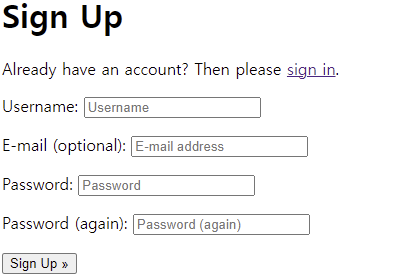 Sign Up
Already have an account? Then please sign in.
Username: Username
E-mail (optional): E-mail address
Password: Password
Password (again): Password (again)
Sign Up »